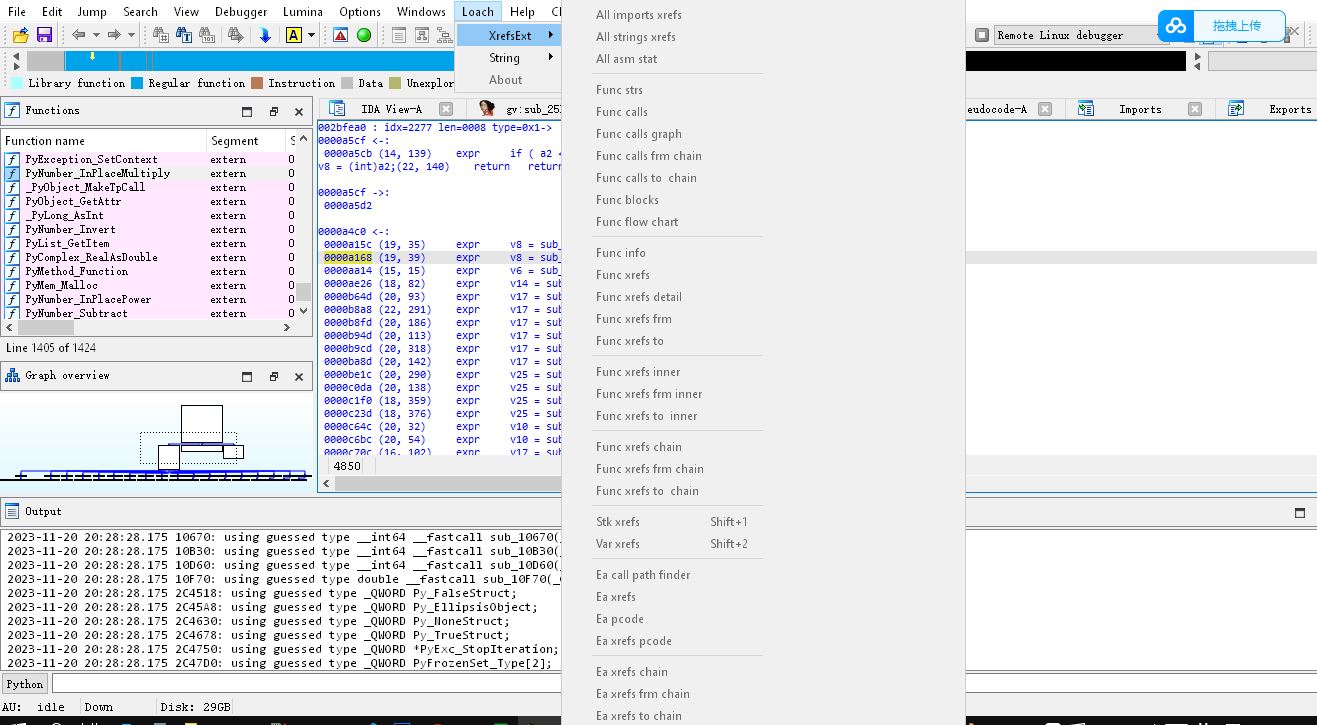 File Edit Jump Search View Debugger Lumina Options Windows Loach Help
拖拽上传
Remote Linux debugger
Library function Regular function Instruction Data Unexplor
XrefsExt
String
About
Functions
IDA View-A
gv:sub_25
eudocode-A
Imports
Exports
Function name Segment S
PyException_SetContext extern 0
PyNumber_InPlaceMultiply extern 0
_PyObject_MakeTpCall extern 0
PyObject_GetAttr extern 0
_PyLong_AsInt extern 0
PyNumber_Invert extern 0
PyList_GetItem extern 0
PyComplex_RealAsDouble extern 0
PyMethod_Function extern 0
PyMem_Malloc extern 0
PyNumber_InPlacePower extern 0
PyNumber_Subtract extern 0
Line 1405 of 1424
Graph overview
002bfea0 : idx=2277 len=0008 type=0x1->
0000a5cf <-:
0000a5cb (14, 139) expr if ( a2
v8 = (int)a2;(22, 140) return return
0000a5cf ->:
0000a5d2
0000a4c0 <-:
0000a15c (19, 35) expr v8 = sub_
0000a168 (19, 39) expr v8 = sub_
0000aa14 (15, 15) expr v6 = sub_
0000ae26 (18, 82) expr v14 = sub
0000b64d (20, 93) expr v17 = sub
0000b8a8 (22, 291) expr v17 = sub
0000b8fd (20, 186) expr v17 = sub
0000b94d (20, 113) expr v17 = sub
0000b9cd (20, 318) expr v17 = sub
0000ba8d (20, 142) expr v17 = sub
0000be1c (20, 290) expr v25 = sub
0000c0da (20, 138) expr v25 = sub
0000c1f0 (18, 359) expr v25 = sub
0000c23d (18, 376) expr v25 = sub
0000c64c (20, 32) expr v10 = sub
0000c6bc (20, 54) expr v10 = sub
0000c70c (16, 102) expr v17 = sub
4850
All imports xrefs
All strings xrefs
All asm stat
Func strs
Func calls
Func calls graph
Func calls frm chain
Func calls to chain
Func blocks
Func flow chart
Func info
Func xrefs
Func xrefs detail
Func xrefs frm
Func xrefs to
Func xrefs inner
Func xrefs frm inner
Func xrefs to inner
Func xrefs chain
Func xrefs frm chain
Func xrefs to chain
Stk xrefs Shift+1
Var xrefs Shift+2
Ea call path finder
Ea xrefs
Ea pcode
Ea xrefs pcode
Ea xrefs chain
Ea xrefs frm chain
Ea xrefs to chain
Output
2023-11-20 20:28:28.175 10670: using guessed type __int64 __fastcall sub_10670(_
2023-11-20 20:28:28.175 10B30: using guessed type __int64 __fastcall sub_10B30(_
2023-11-20 20:28:28.175 10D60: using guessed type __int64 __fastcall sub_10D60(_
2023-11-20 20:28:28.175 10F70: using guessed type double __fastcall sub_10F70(_
2023-11-20 20:28:28.175 2C4518: using guessed type _QWORD Py_FalseStruct;
2023-11-20 20:28:28.175 2C45A8: using guessed type _QWORD Py_EllipsisObject;
2023-11-20 20:28:28.175 2C4630: using guessed type _QWORD Py_NoneStruct;
2023-11-20 20:28:28.175 2C4678: using guessed type _QWORD Py_TrueStruct;
2023-11-20 20:28:28.175 2C4750: using guessed type _QWORD *PyExc_StopIteration;
2023-11-20 20:28:28.175 2C47D0: using guessed type _QWORD PyFrozenSet_Type[2];
Python
AU: idle Down Disk: 29GB